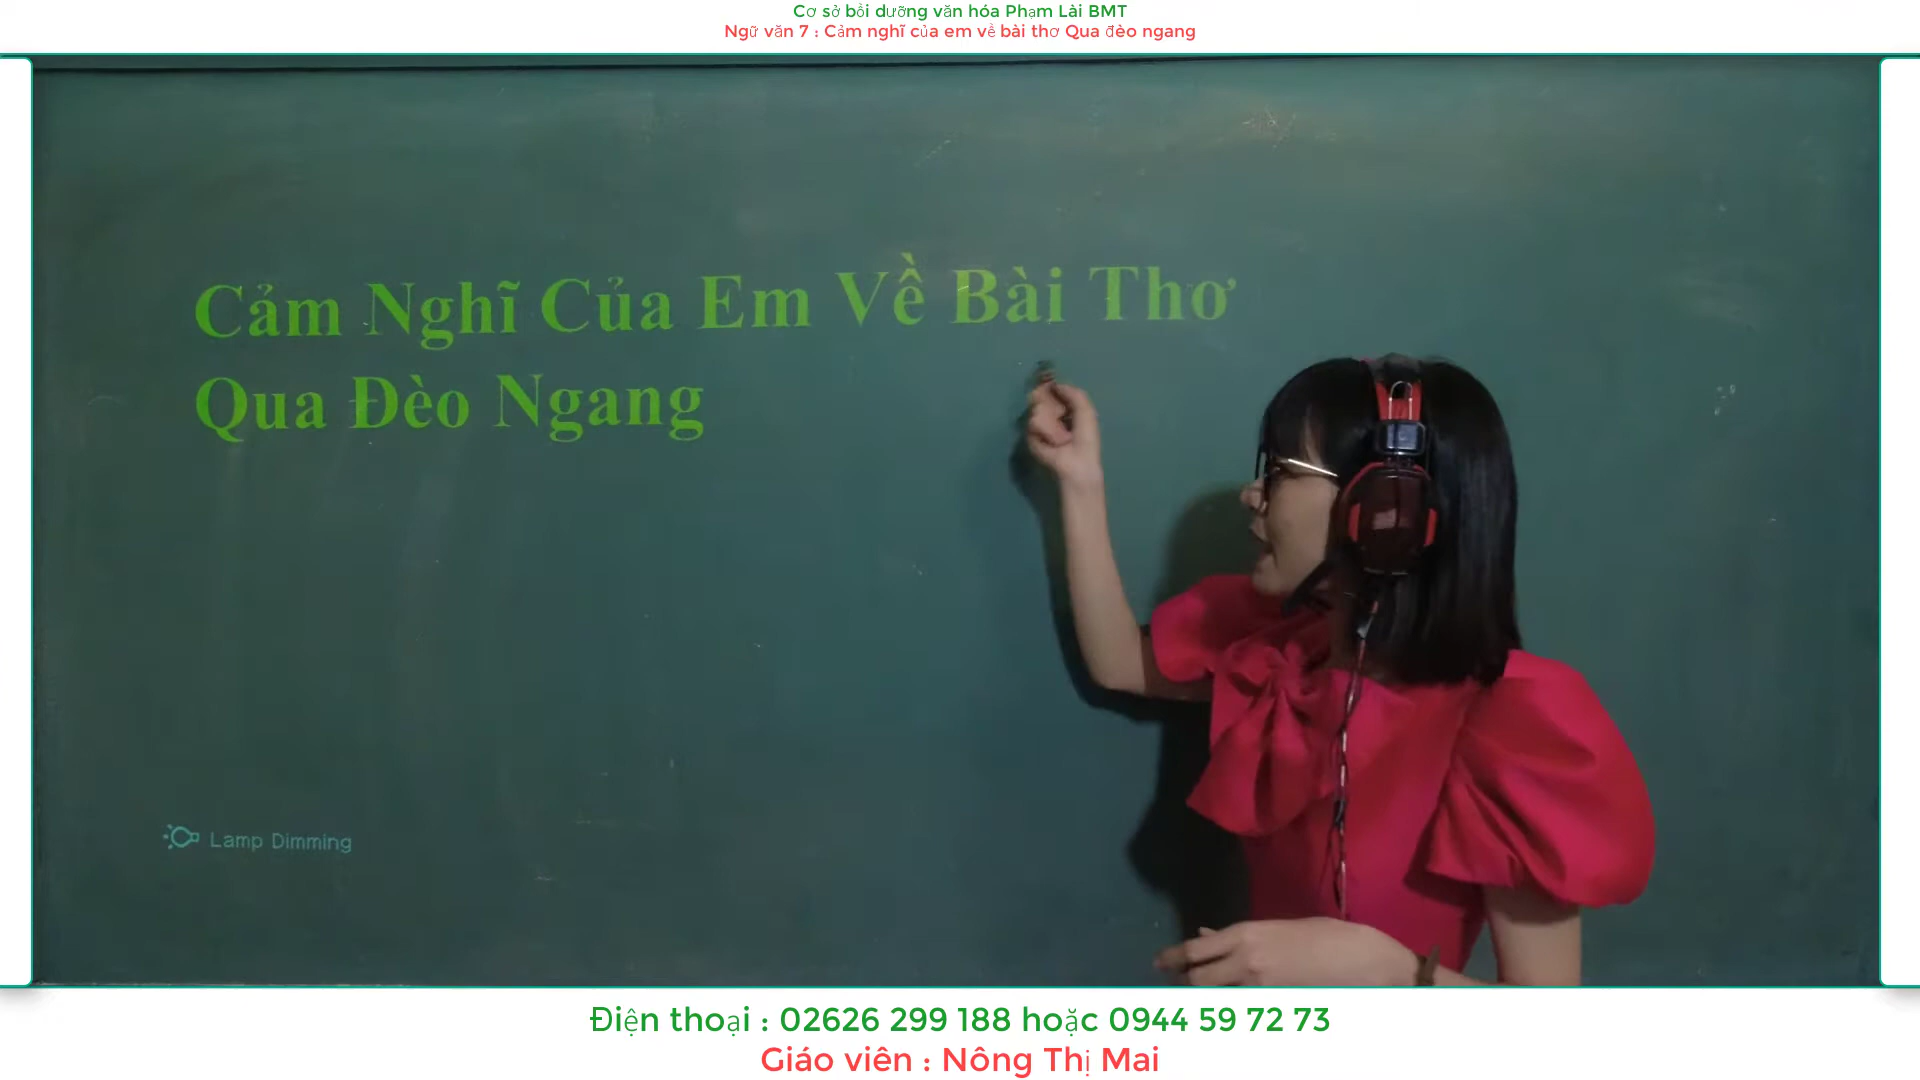 Cơ sở bồi dưỡng văn hóa Phạm Lài BMT
Ngữ văn 7 : Cảm nghĩ của em về bài thơ Qua đèo ngang
Cảm Nghĩ Của Em Về Bài Thơ
Qua Đèo Ngang
Lamp Dimming
Điện thoại : 02626 299 188 hoặc 0944 59 72 73
Giáo viên : Nông Thị Mai